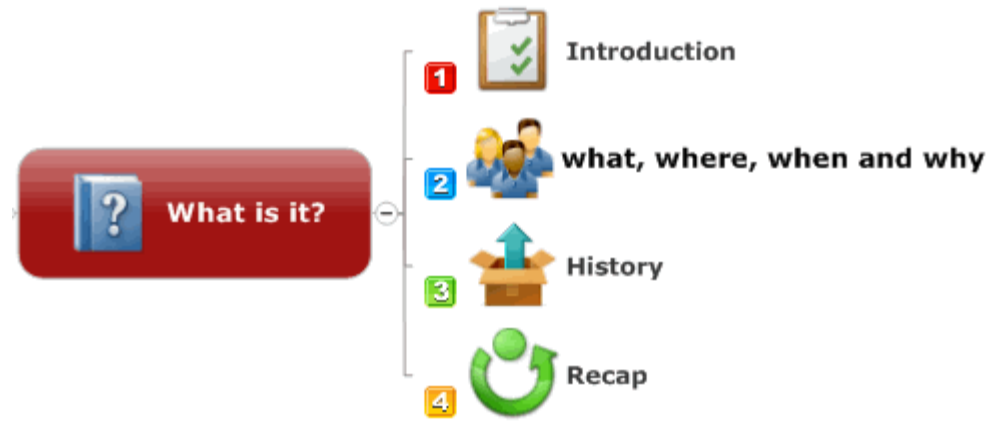 What is it?
1 Introduction
2 what, where, when and why
3 History
4 Recap